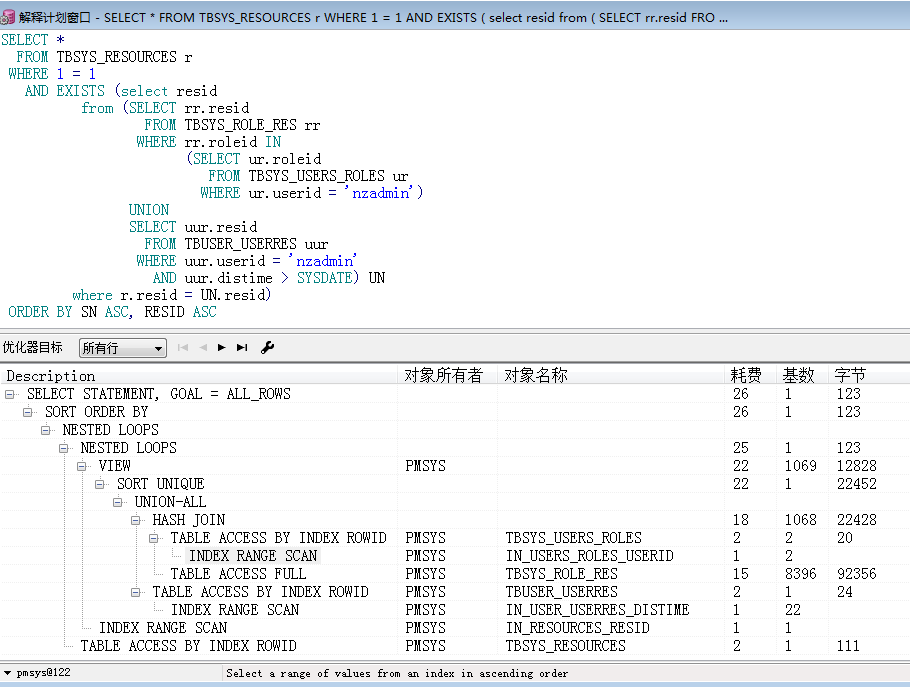 解释计划窗口 - SELECT * FROM TBSYS_RESOURCES r WHERE 1 = 1 AND EXISTS ( select resid from ( SELECT rr.resid FRO ...
SELECT *
FROM TBSYS_RESOURCES r
WHERE 1 = 1
AND EXISTS (select resid
from (SELECT rr.resid
FROM TBSYS_ROLE_RES rr
WHERE rr.roleid IN
(SELECT ur.roleid
FROM TBSYS_USERS_ROLES ur
WHERE ur.userid = 'nzadmin')
UNION
SELECT uur.resid
FROM TBUSER_USERRES uur
WHERE uur.userid = 'nzadmin'
AND uur.distime > SYSDATE) UN
where r.resid = UN.resid)
ORDER BY SN ASC, RESID ASC
优化器目标 所有行
Description 对象所有者 对象名称 耗费 基数 字节
SELECT STATEMENT, GOAL = ALL_ROWS 26 1 123
SORT ORDER BY 26 1 123
NESTED LOOPS
NESTED LOOPS 25 1 123
VIEW PMSYS 22 1069 12828
SORT UNIQUE 22 1 22452
UNION-ALL
HASH JOIN 18 1068 22428
TABLE ACCESS BY INDEX ROWID PMSYS TBSYS_USERS_ROLES 2 2 20
INDEX RANGE SCAN PMSYS IN_USERS_ROLES_USERID 1 2
TABLE ACCESS FULL PMSYS TBSYS_ROLE_RES 15 8396 92356
TABLE ACCESS BY INDEX ROWID PMSYS TBUSER_USERRES 2 1 24
INDEX RANGE SCAN PMSYS IN_USER_USERRES_DISTIME 1 22
INDEX RANGE SCAN PMSYS IN_RESOURCES_RESID 1 1
TABLE ACCESS BY INDEX ROWID PMSYS TBSYS_RESOURCES 2 1 111
pmsys@122 Select a range of values from an index in ascending order